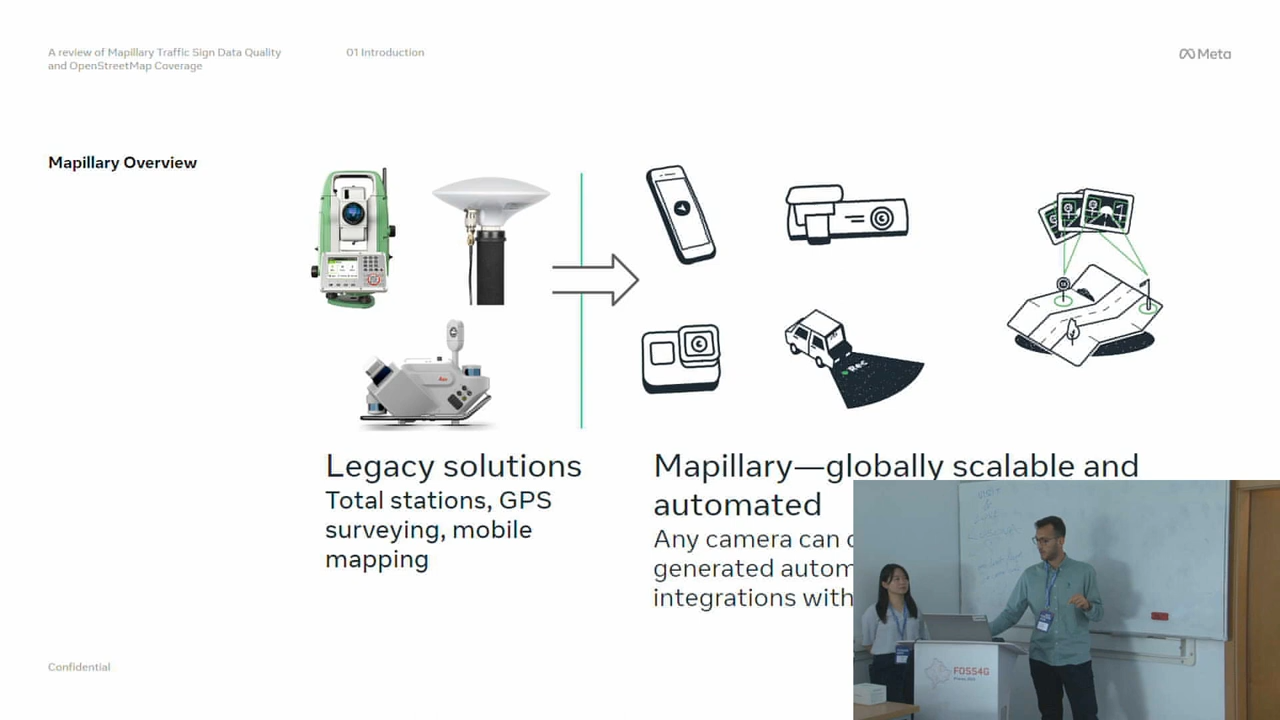 A review of Mapillary Traffic Sign Data Quality
and OpenStreetMap Coverage
01 Introduction
Meta
Mapillary Overview
Rec
Legacy solutions
Total stations, GPS
surveying, mobile
mapping
Mapillary—globally scalable and
automated
Any camera can
generated autom
integrations with
Confidential
FOSS4G